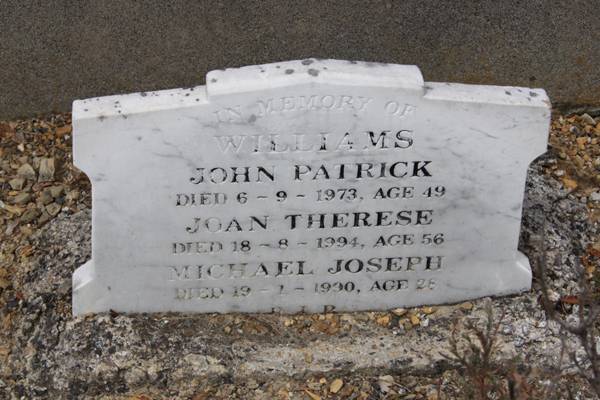 IN MEMORY OF
WILLIAMS
JOHN PATRICK
DIED 6 - 9 - 1973, AGE 49
JOAN THERESE
DIED 18 - 8 - 1994, AGE 56
MICHAEL JOSEPH
DIED 19 - 1 - 1990, AGE 28
R.I.P.